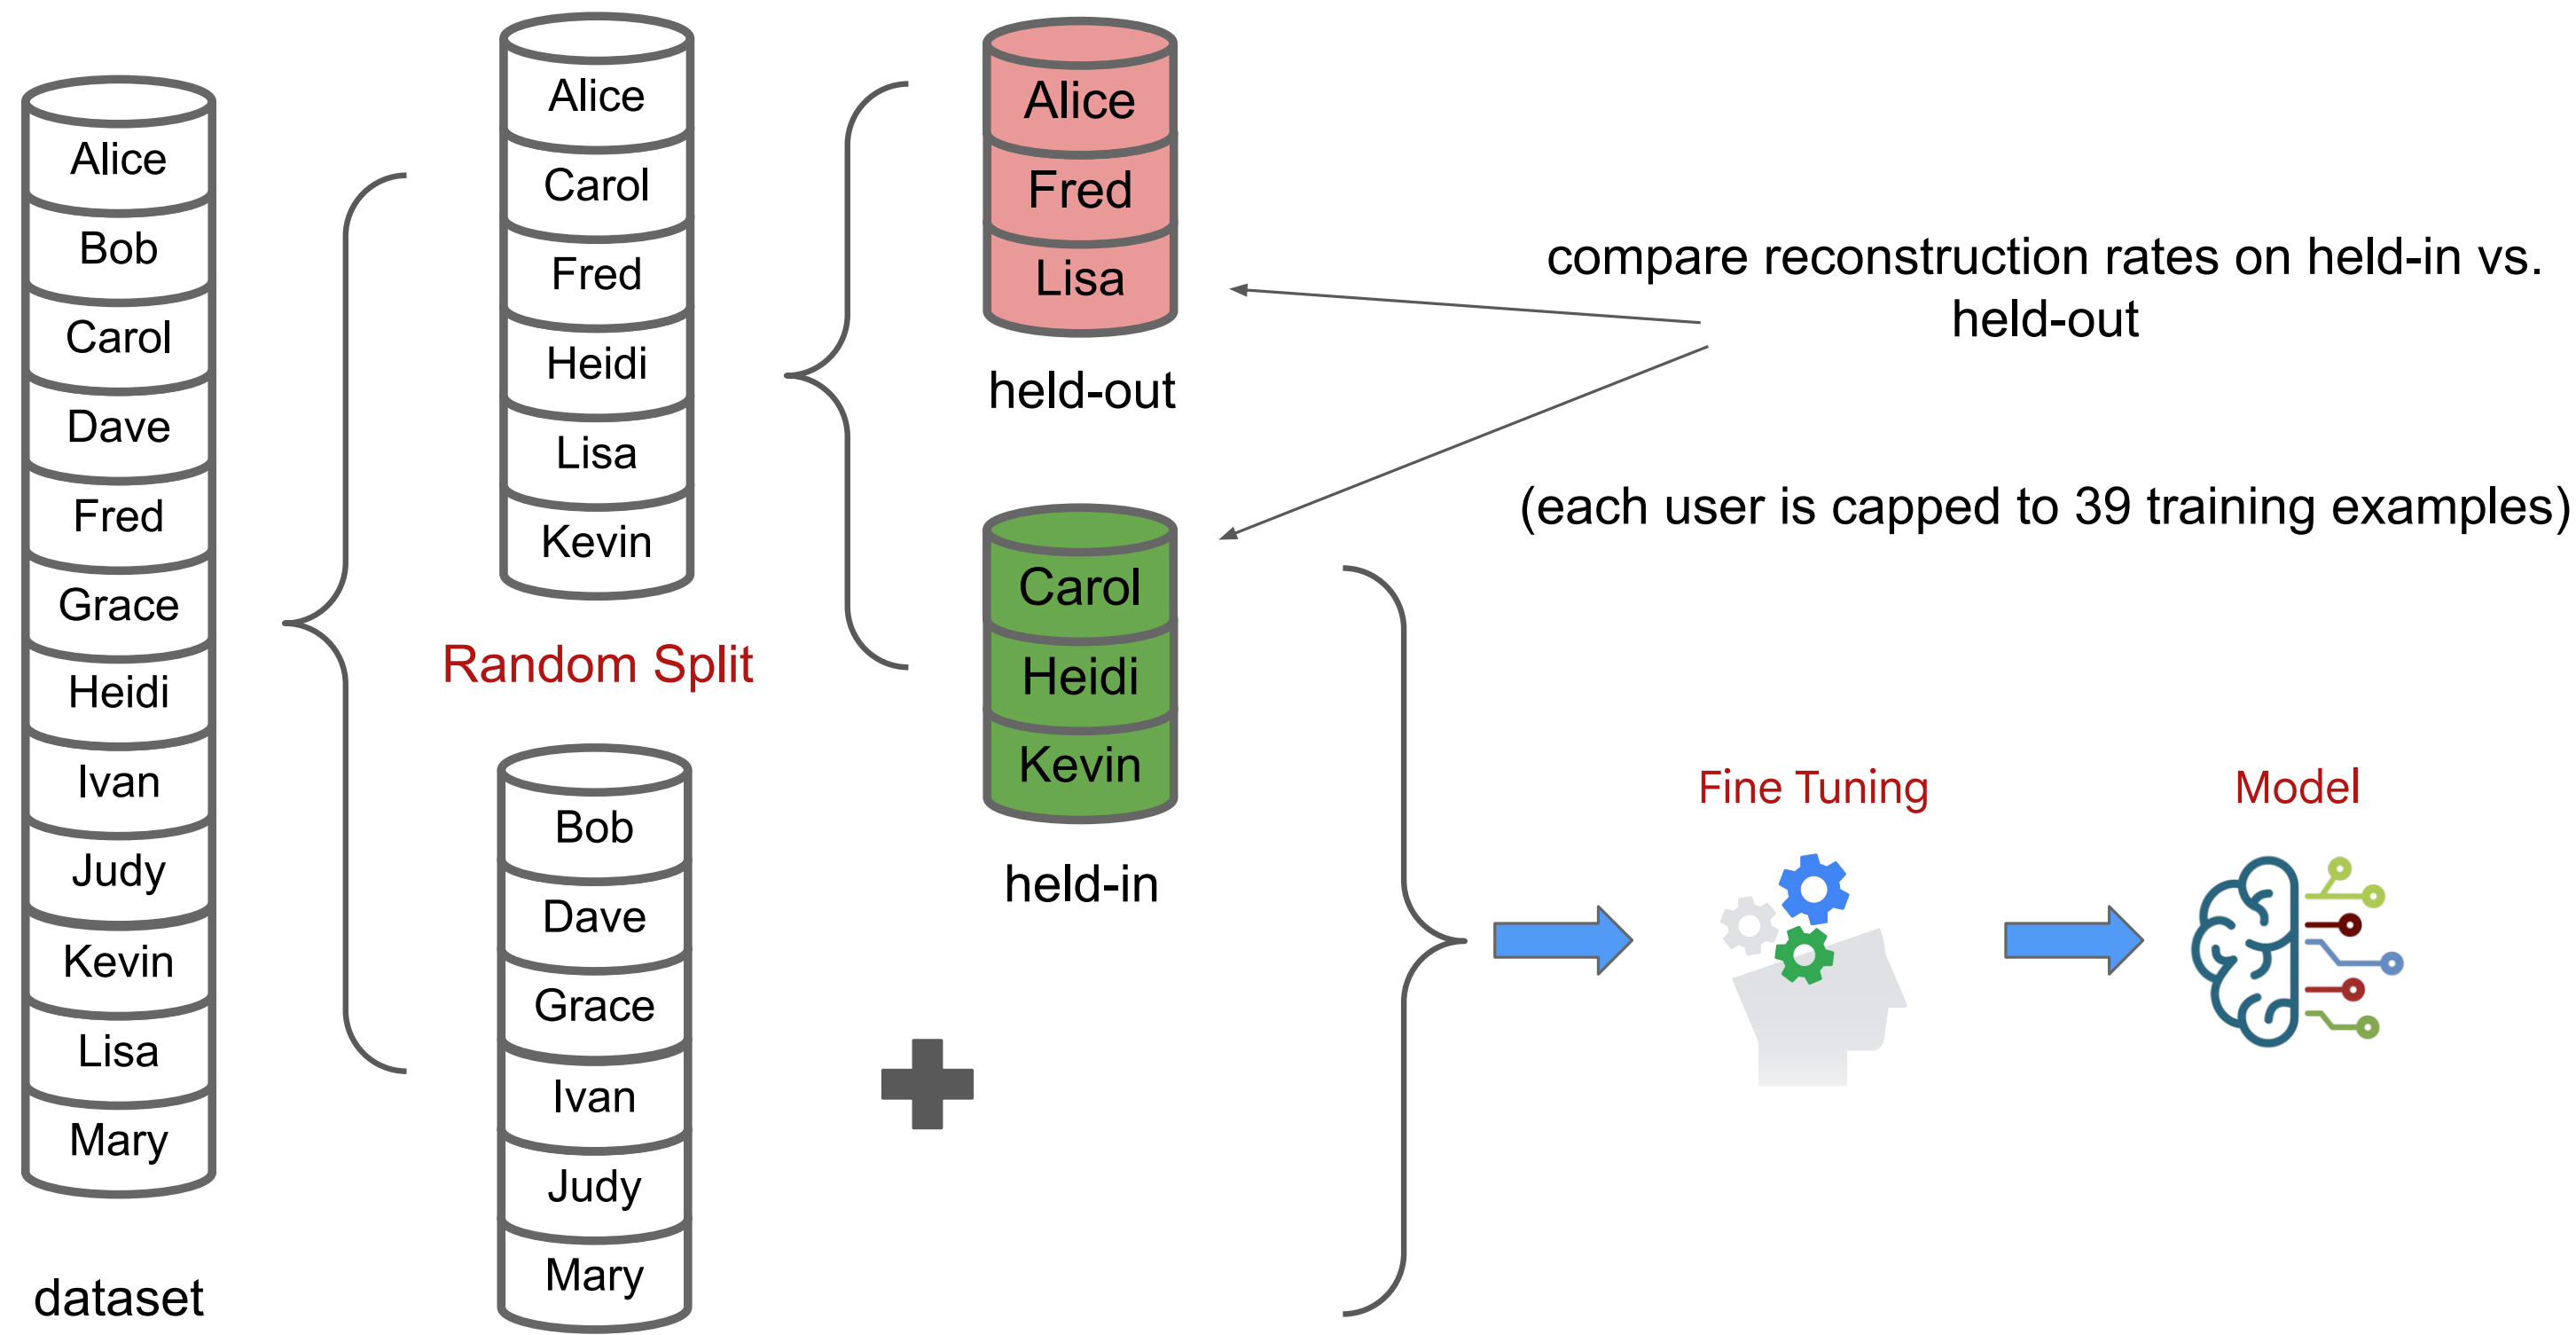 Alice
Bob
Carol
Dave
Fred
Grace
Heidi
Ivan
Judy
Kevin
Lisa
Mary
dataset
Alice
Carol
Fred
Heidi
Lisa
Kevin
Random Split
Bob
Dave
Grace
Ivan
Judy
Mary
Alice
Fred
Lisa
held-out
Carol
Heidi
Kevin
held-in
compare reconstruction rates on held-in vs.
held-out
(each user is capped to 39 training examples)
Fine Tuning
Model